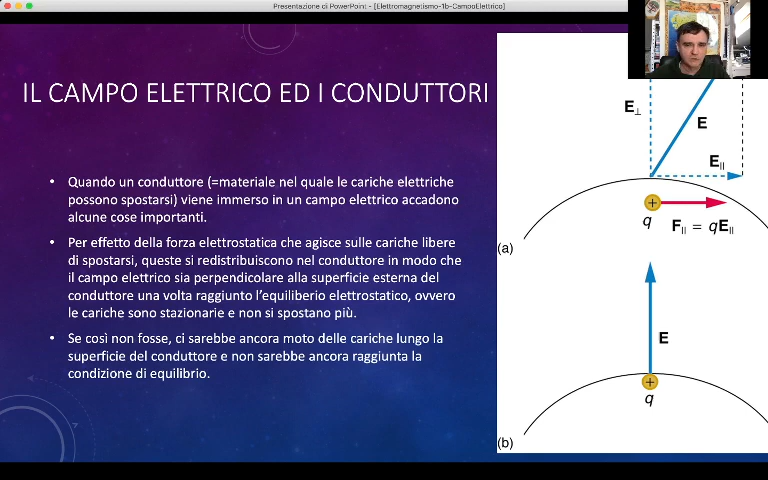 Presentazione di PowerPoint - [Elettromagnetismo-1b-CampoElettrico]
IL CAMPO ELETTRICO ED I CONDUTTORI
• Quando un conduttore (=materiale nel quale le cariche elettriche
possono spostarsi) viene immerso in un campo elettrico accadono
alcune cose importanti.
• Per effetto della forza elettrostatica che agisce sulle cariche libere
di spostarsi, queste si redistribuiscono nel conduttore in modo che
il campo elettrico sia perpendicolare alla superficie esterna del
conduttore una volta raggiunto l'equiliberio elettrostatico, ovvero
le cariche sono stazionarie e non si spostano più.
• Se così non fosse, ci sarebbe ancora moto delle cariche lungo la
superficie del conduttore e non sarebbe ancora raggiunta la
condizione di equilibrio.
E⊥
E
E||
+
q
F|| = qE||
(a)
E
+
q
(b)